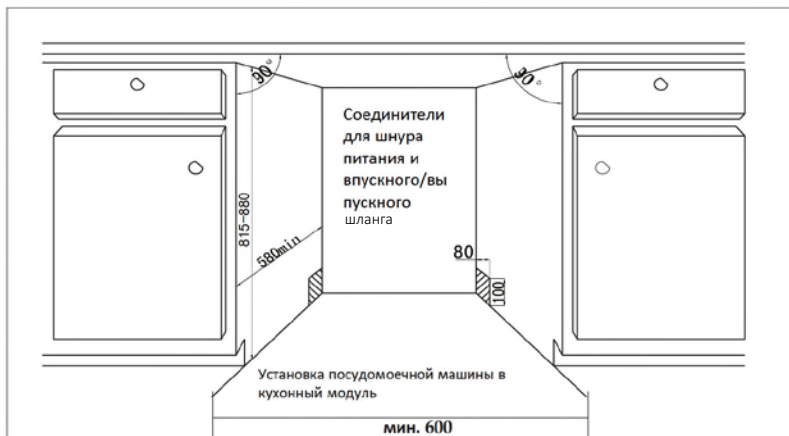 90°
90°
Соединители
для шнура
питания и
впускного/вы
пускного
шланга
815-880
580min
80
100
Установка посудомоечной машины в
кухонный модуль
мин. 600